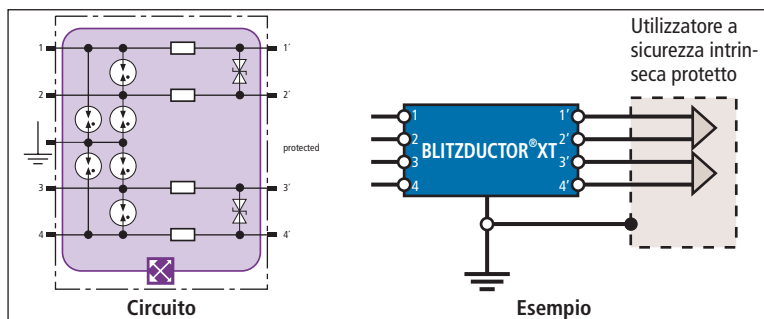 1
1'
2
2'
protected
3
3'
4
4'
Circuito
Utilizzatore a
sicurezza intrin-
seca protetto
1
1'
2
2'
BLITZDUCTOR®XT
3
3'
4
4'
Esempio